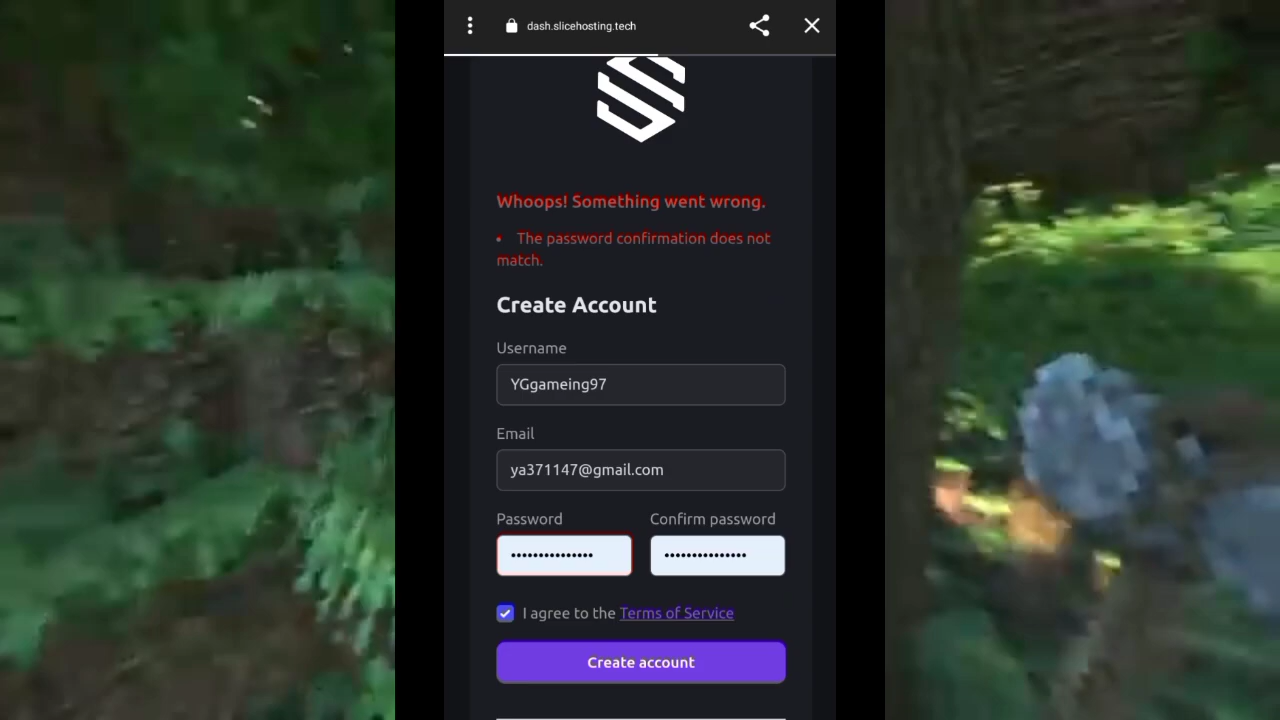 dash.slicehosting.tech
Whoops! Something went wrong.
• The password confirmation does not
match.
Create Account
Username
YGgameing97
Email
ya371147@gmail.com
Password Confirm password
••••••••••••••• •••••••••••••••
I agree to the Terms of Service
Create account